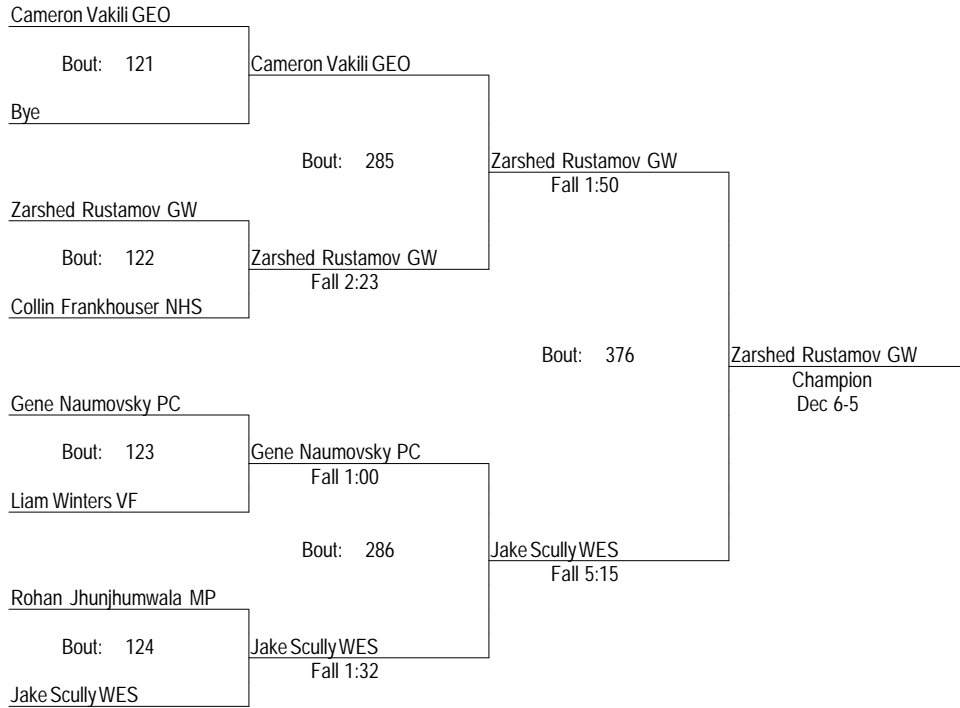 Cameron Vakili GEO
Bout: 121
Cameron Vakili GEO
Bye
Bout: 285
Zarshed Rustamov GW
Fall 1:50
Zarshed Rustamov GW
Bout: 122
Zarshed Rustamov GW
Fall 2:23
Collin Frankhouser NHS
Bout: 376
Zarshed Rustamov GW
Champion
Dec 6-5
Gene Naumovsky PC
Bout: 123
Gene Naumovsky PC
Fall 1:00
Liam Winters VF
Bout: 286
Jake Scully WES
Fall 5:15
Rohan Jhunjhumwala MP
Bout: 124
Jake Scully WES
Fall 1:32
Jake Scully WES